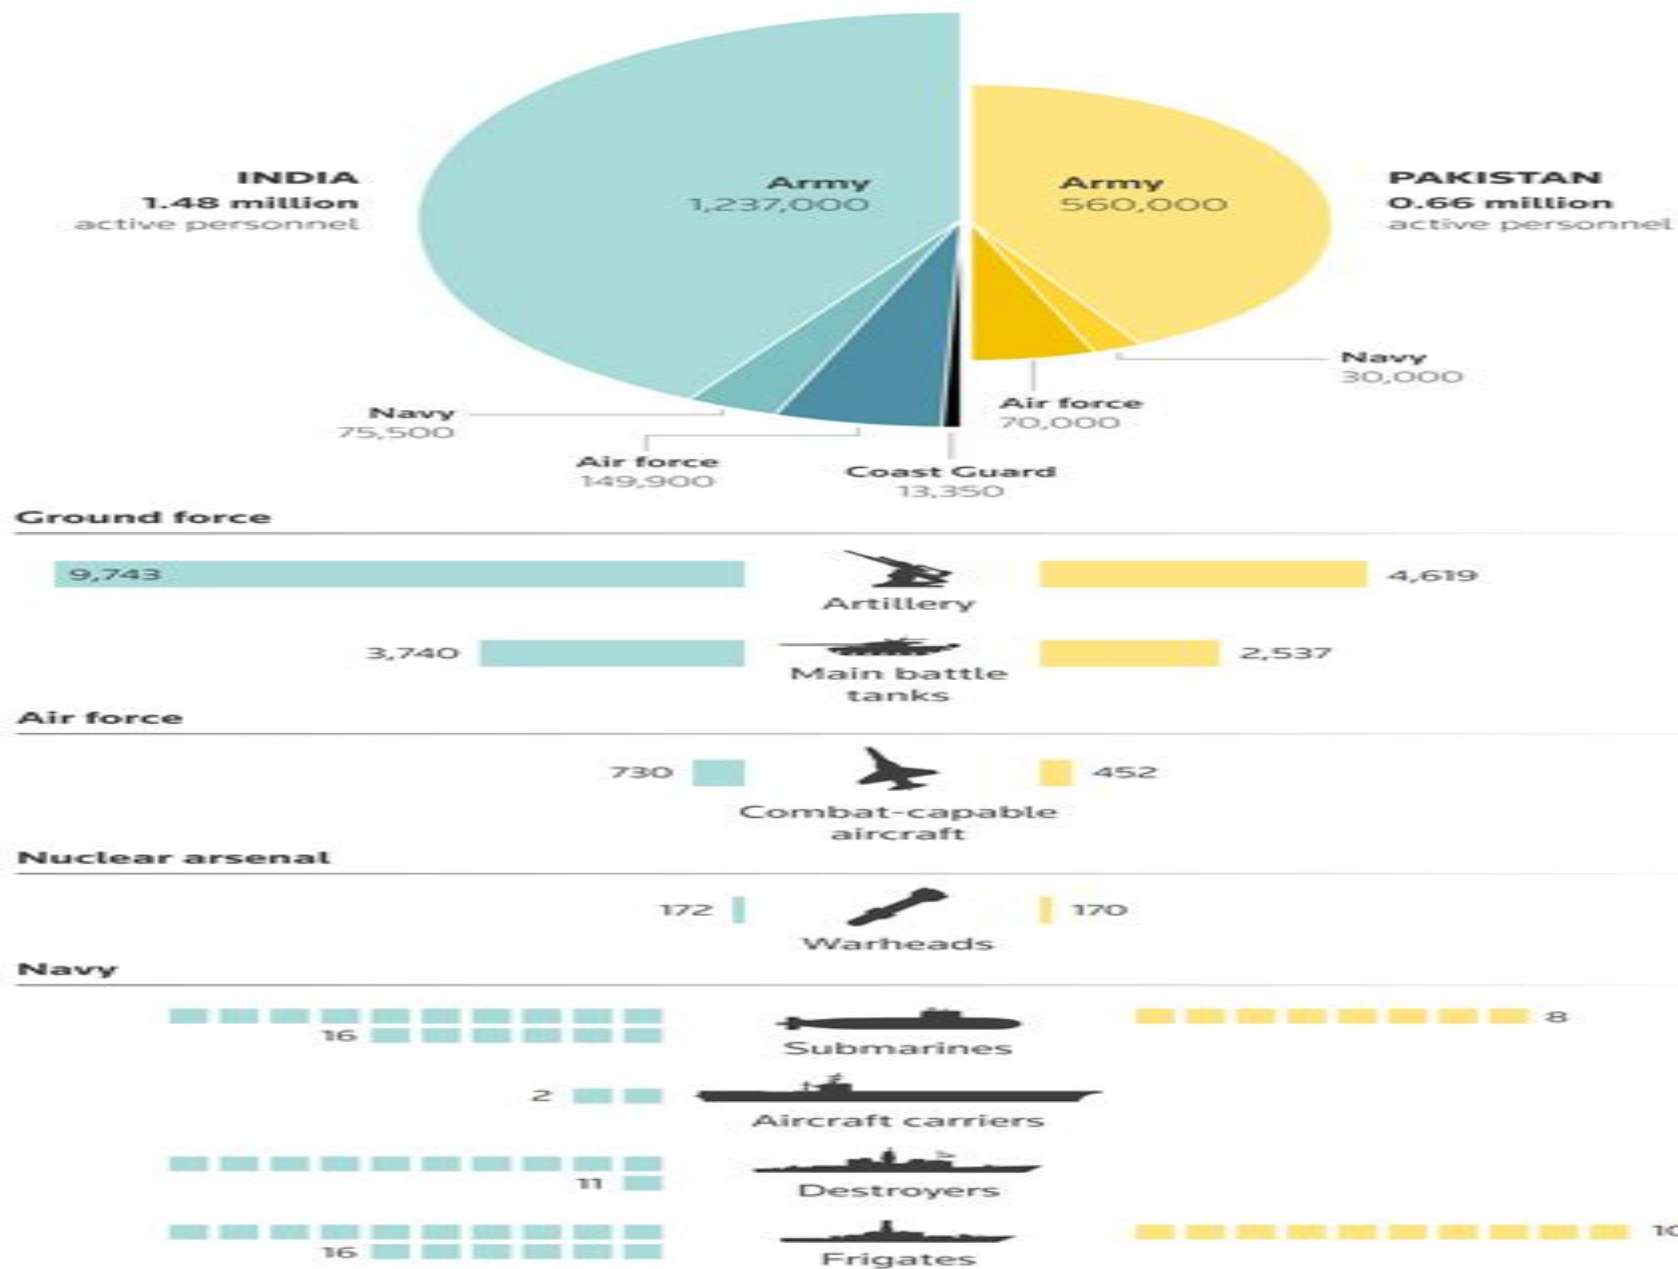 INDIA
1.48 million
active personnel
Army
1,237,000
Army
560,000
PAKISTAN
0.66 million
active personnel
Navy
75,500
Air force
149,900
Coast Guard
13,350
Air force
70,000
Navy
30,000
Ground force
9,743
Artillery
4,619
3,740
Main battle
tanks
2,537
Air force
730
Combat-capable
aircraft
452
Nuclear arsenal
172
Warheads
170
Navy
16
Submarines
8
2
Aircraft carriers
11
Destroyers
16
Frigates
10